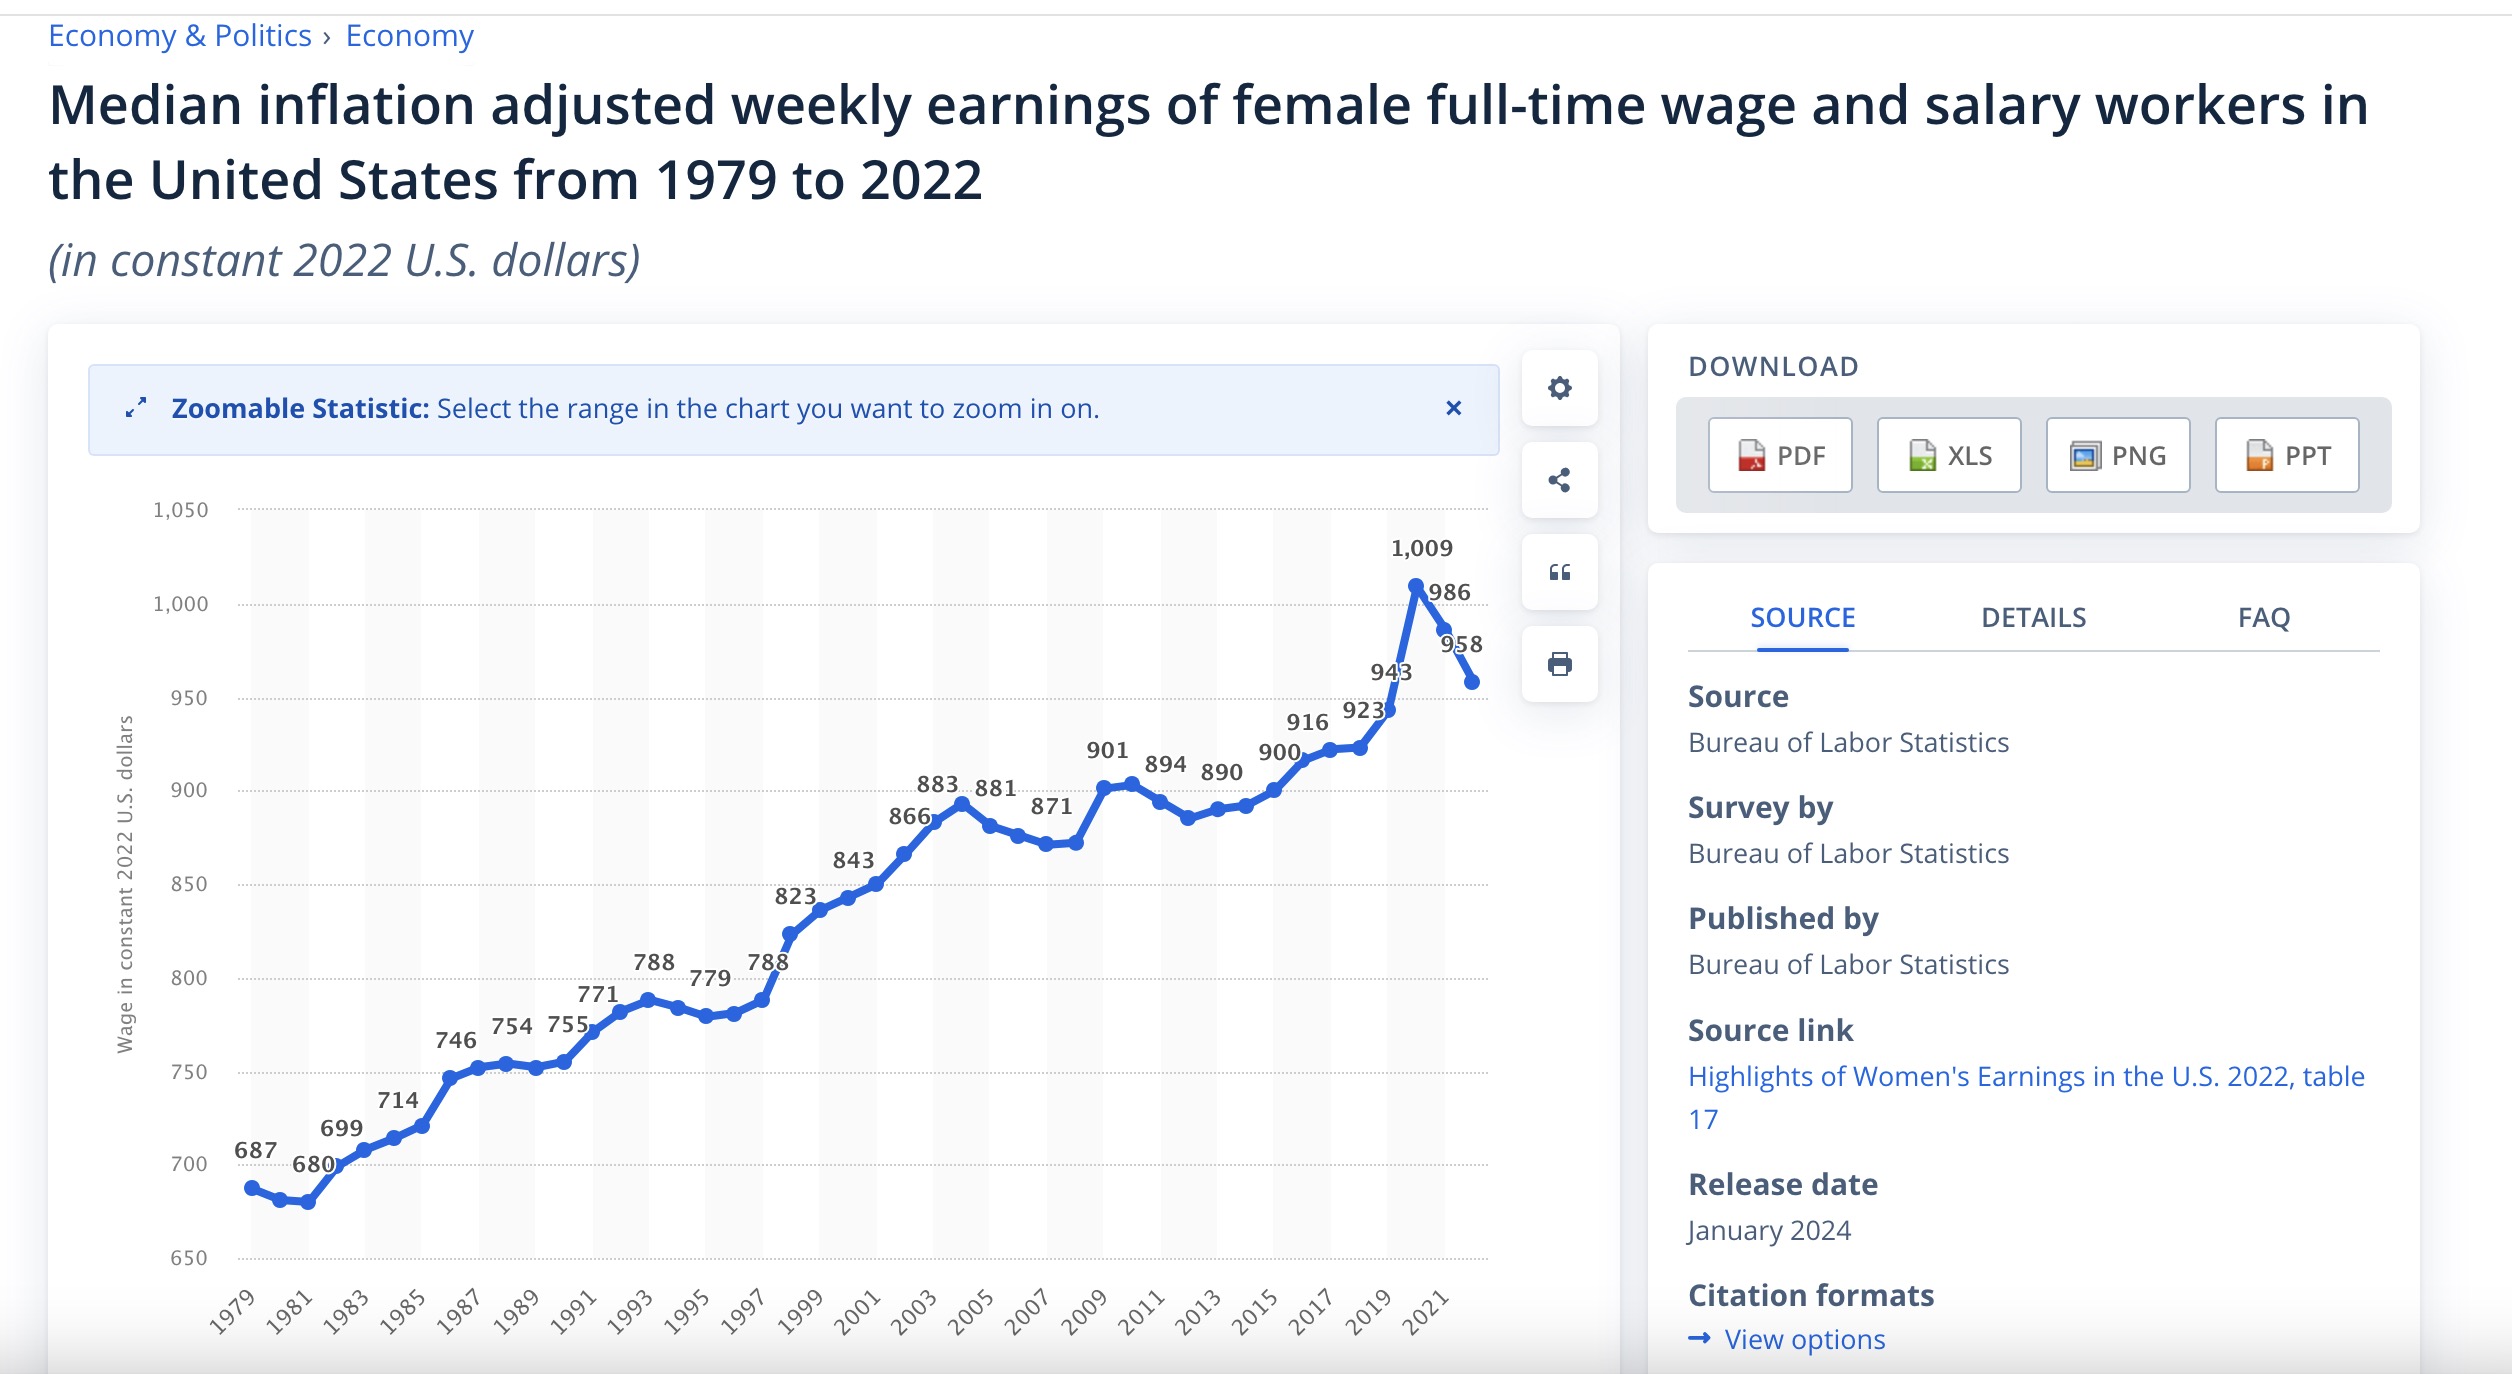 Economy & Politics › Economy
Median inflation adjusted weekly earnings of female full-time wage and salary workers in
the United States from 1979 to 2022
(in constant 2022 U.S. dollars)
Zoomable Statistic: Select the range in the chart you want to zoom in on.
×
Wage in constant 2022 U.S. dollars
1,050
1,000
950
900
850
800
750
700
650
687
680
699
714
746
754
755
771
788
779
788
823
843
866
883
881
871
901
894
890
900
916
923
943
1,009
986
958
1979
1981
1983
1985
1987
1989
1991
1993
1995
1997
1999
2001
2003
2005
2007
2009
2011
2013
2015
2017
2019
2021
DOWNLOAD
PDF
XLS
PNG
PPT
SOURCE
DETAILS
FAQ
Source
Bureau of Labor Statistics
Survey by
Bureau of Labor Statistics
Published by
Bureau of Labor Statistics
Source link
Highlights of Women's Earnings in the U.S. 2022, table
17
Release date
January 2024
Citation formats
→ View options